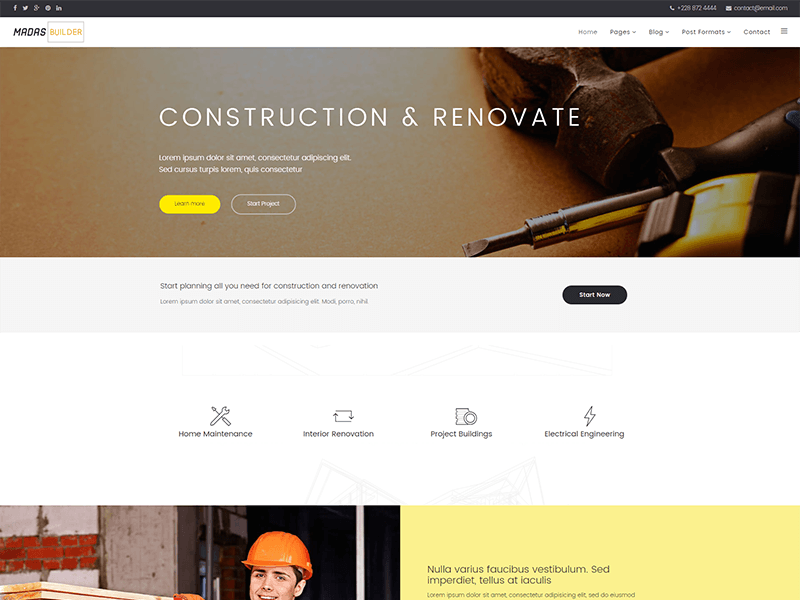 +228 872 4444 contact@email.com
MADAS BUILDER
Home Pages Blog Post Formats Contact
CONSTRUCTION & RENOVATE
Lorem ipsum dolor sit amet, consectetur adipiscing elit.
Sed cursus turpis lorem, quis consectetur
Learn more Start Project
Start planning all you need for construction and renovation
Lorem ipsum dolor sit amet, consectetur adipisicing elit. Modi, porro, nihil.
Start Now
Home Maintenance Interior Renovation Project Buildings Electrical Engineering
Nulla varius faucibus vestibulum. Sed
imperdiet, tellus at iaculis
Lorem ipsum dolor sit amet, consectetur adipisicing elit, sed do eiusmod